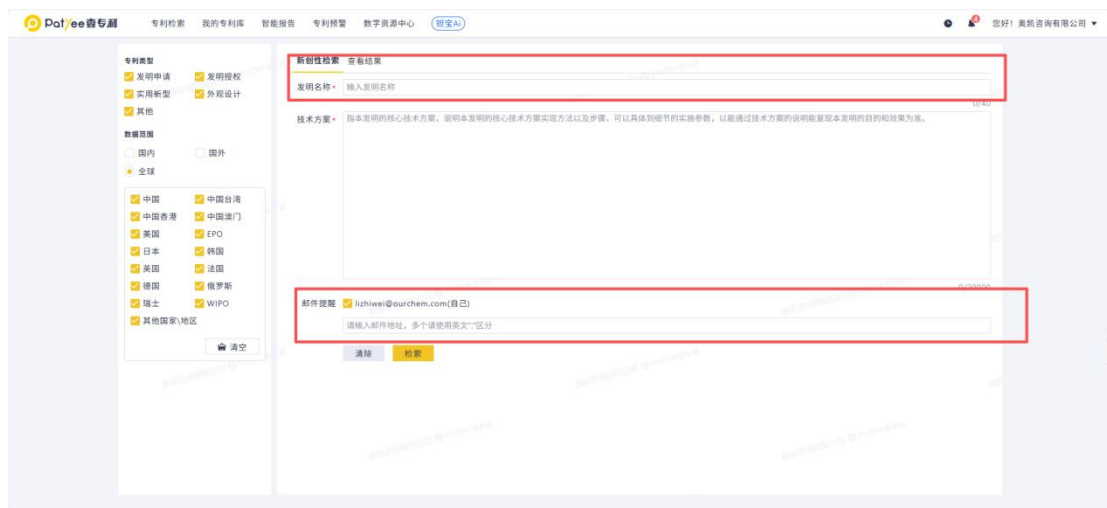 Patyee壹专利 专利检索 我的专利库 智能报告 专利预警 数字资源中心 银宝Ai 4 您好！奥凯咨询有限公司
专利类型
发明申请 发明授权
实用新型 外观设计
其他
数据范围
国内 国外
全球
中国 中国台湾
中国香港 中国澳门
美国 EPO
日本 韩国
英国 法国
德国 俄罗斯
瑞士 WIPO
其他国家\地区
清空
新创性检索 查看结果
发明名称* 输入发明名称
0/40
技术方案* 指本发明的核心技术方案，说明本发明的核心技术方案实现方法以及步骤，可以具体到细节的实施参数，以能通过技术方案的说明能复现本发明的目的和效果为准。
0/20000
邮件提醒 lizhiwei@ourchem.com(自己)
请输入邮件地址，多个请使用英文";"区分
清除 检索